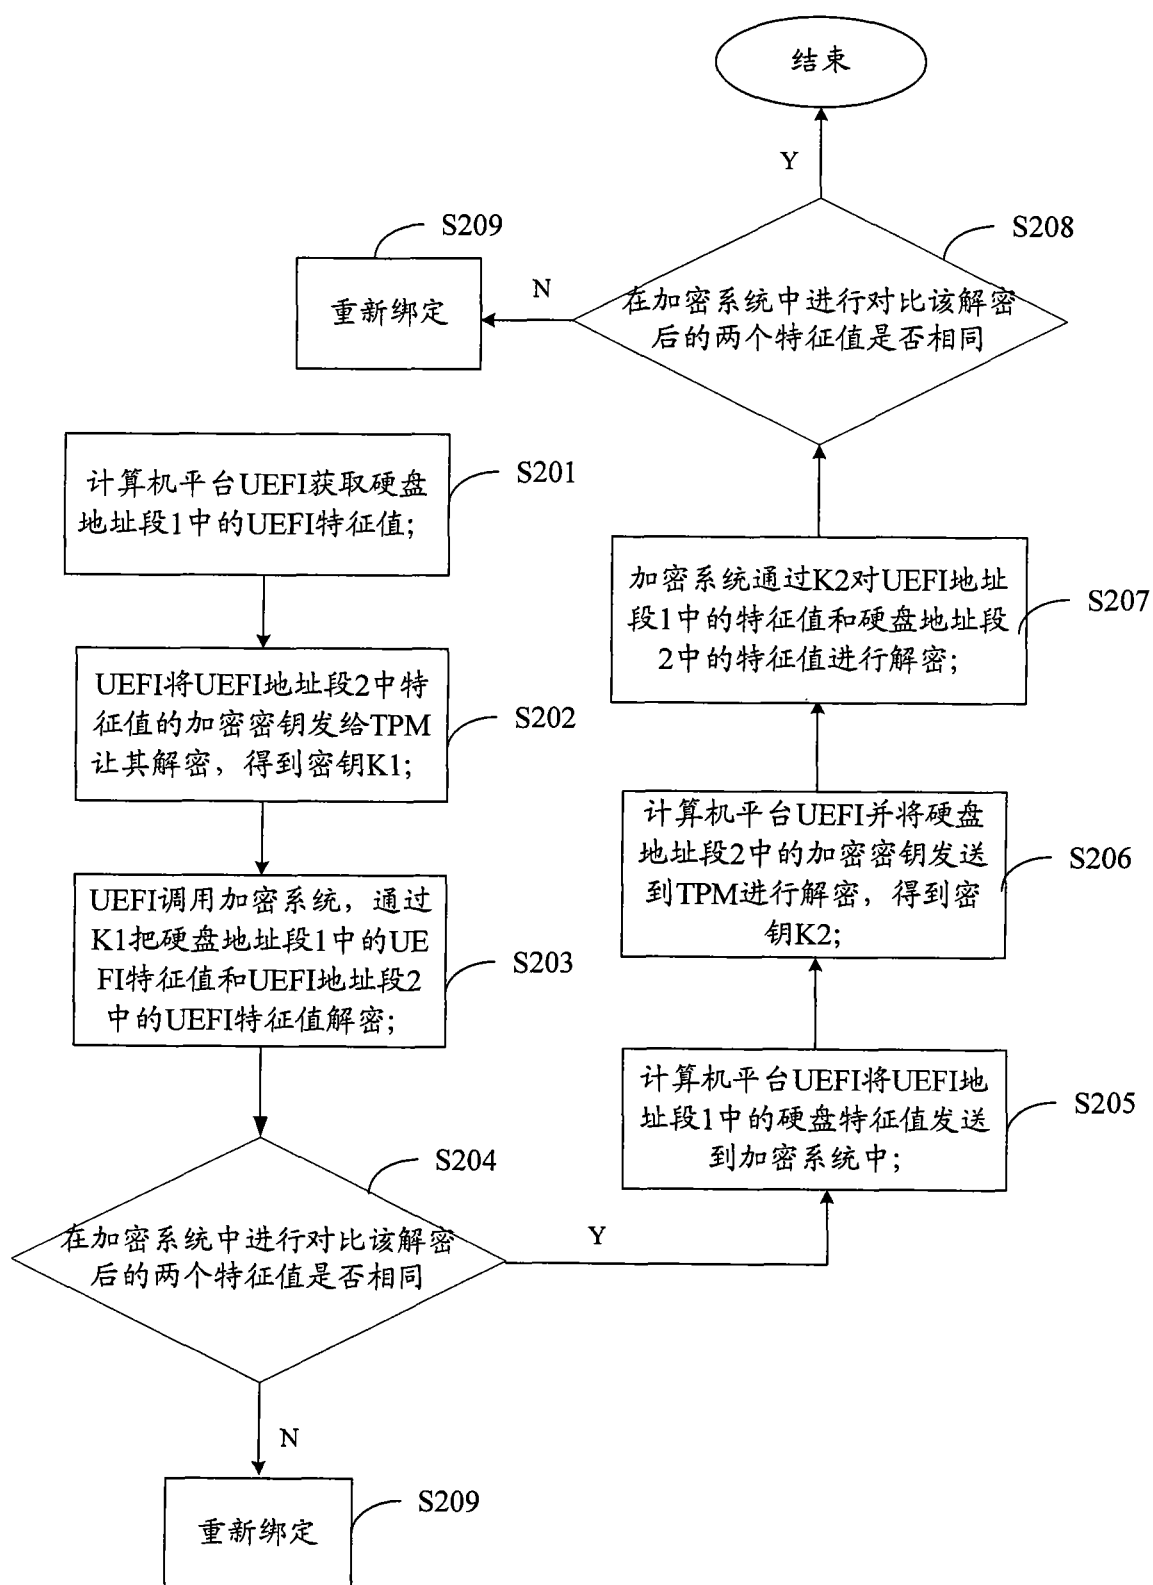 结束
Y
S208
在加密系统中进行对比该解密
后的两个特征值是否相同
N
S209
重新绑定
S201
计算机平台UEFI获取硬盘
地址段1中的UEFI特征值;
S202
UEFI将UEFI地址段2中特
征值的加密密钥发给TPM
让其解密，得到密钥K1;
S203
UEFI调用加密系统，通过
K1把硬盘地址段1中的UE
FI特征值和UEFI地址段2
中的UEFI特征值解密;
S204
在加密系统中进行对比该解密
后的两个特征值是否相同
Y
N
S209
重新绑定
S205
计算机平台UEFI将UEFI地
址段1中的硬盘特征值发送
到加密系统中;
S206
计算机平台UEFI并将硬盘
地址段2中的加密密钥发送
到TPM进行解密，得到密
钥K2;
S207
加密系统通过K2对UEFI地址
段1中的特征值和硬盘地址段
2中的特征值进行解密;